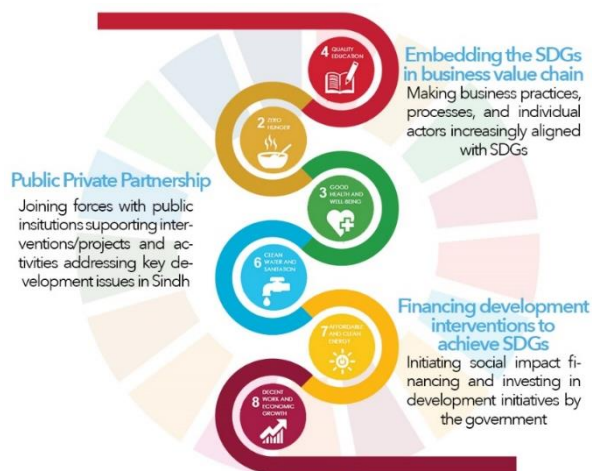 4 QUALITY
EDUCATION
Embedding the SDGs
in business value chain
Making business practices,
processes, and individual
actors increasingly aligned
with SDGs
2 ZERO
HUNGER
Public Private Partnership
Joining forces with public
insitutions supoorting inter-
ventions/projects and ac-
tivities addressing key de-
velopment issues in Sindh
3 GOOD
HEALTH AND
WELL-BEING
6 CLEAN
WATER AND
SANITATION
7 AFFORDABLE
AND CLEAN
ENERGY
Financing development
interventions to
achieve SDGs
Initiating social impact fi-
nancing and investing in
development initiatives by
the government
8 DECENT
WORK AND
ECONOMIC
GROWTH